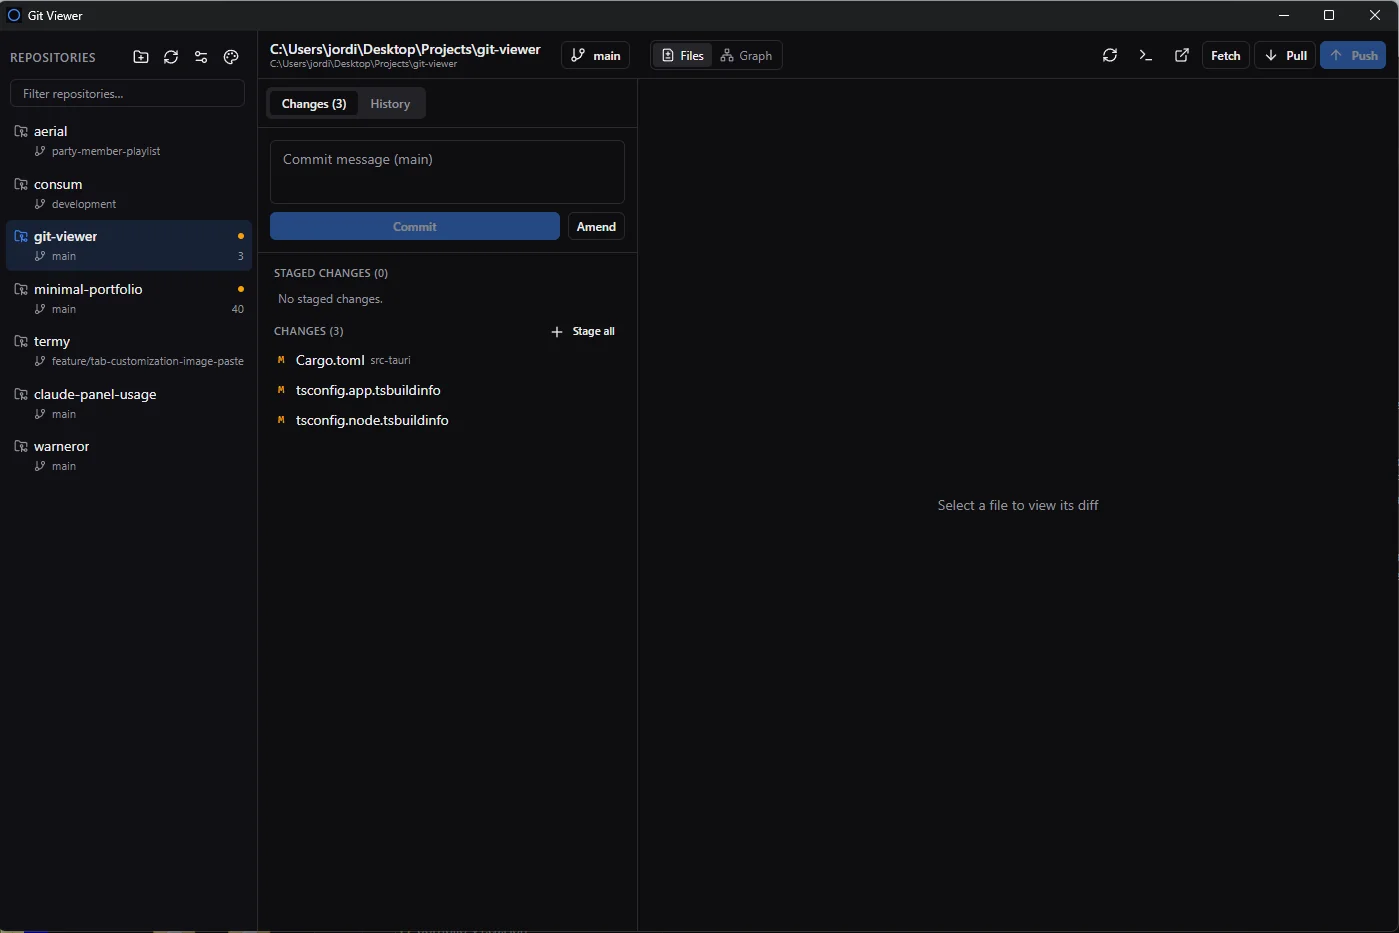 Git Viewer
REPOSITORIES
Filter repositories...
aerial
party-member-playlist
consum
development
git-viewer
main
3
minimal-portfolio
main
40
termy
feature/tab-customization-image-paste
claude-panel-usage
main
warneror
main
C:\Users\jordi\Desktop\Projects\git-viewer
C:\Users\jordi\Desktop\Projects\git-viewer
main
Files
Graph
Fetch
Pull
Push
Changes (3)
History
Commit message (main)
Commit
Amend
STAGED CHANGES (0)
No staged changes.
CHANGES (3)
Stage all
M Cargo.toml src-tauri
M tsconfig.app.tsbuildinfo
M tsconfig.node.tsbuildinfo
Select a file to view its diff